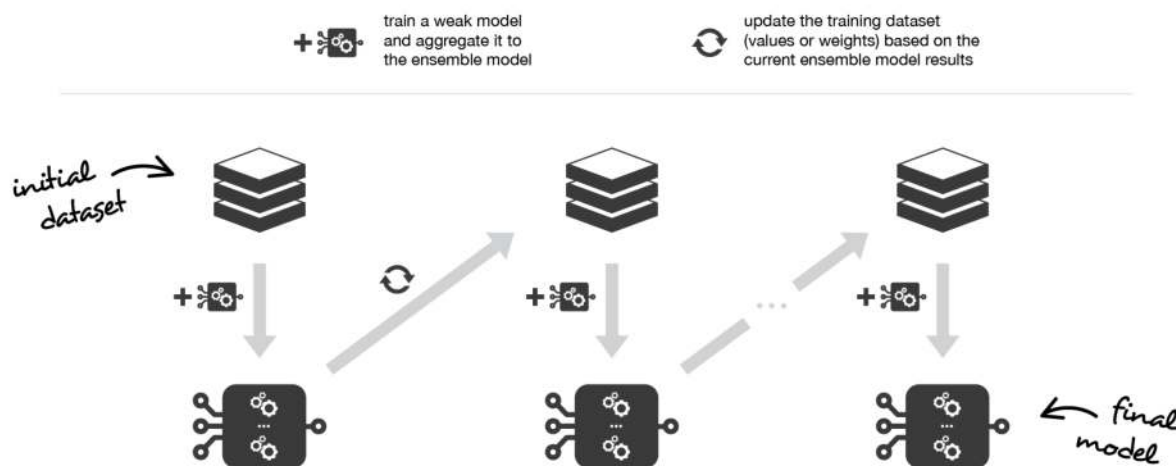 train a weak model
and aggregate it to
the ensemble model
update the training dataset
(values or weights) based on the
current ensemble model results
initial
dataset
final
model